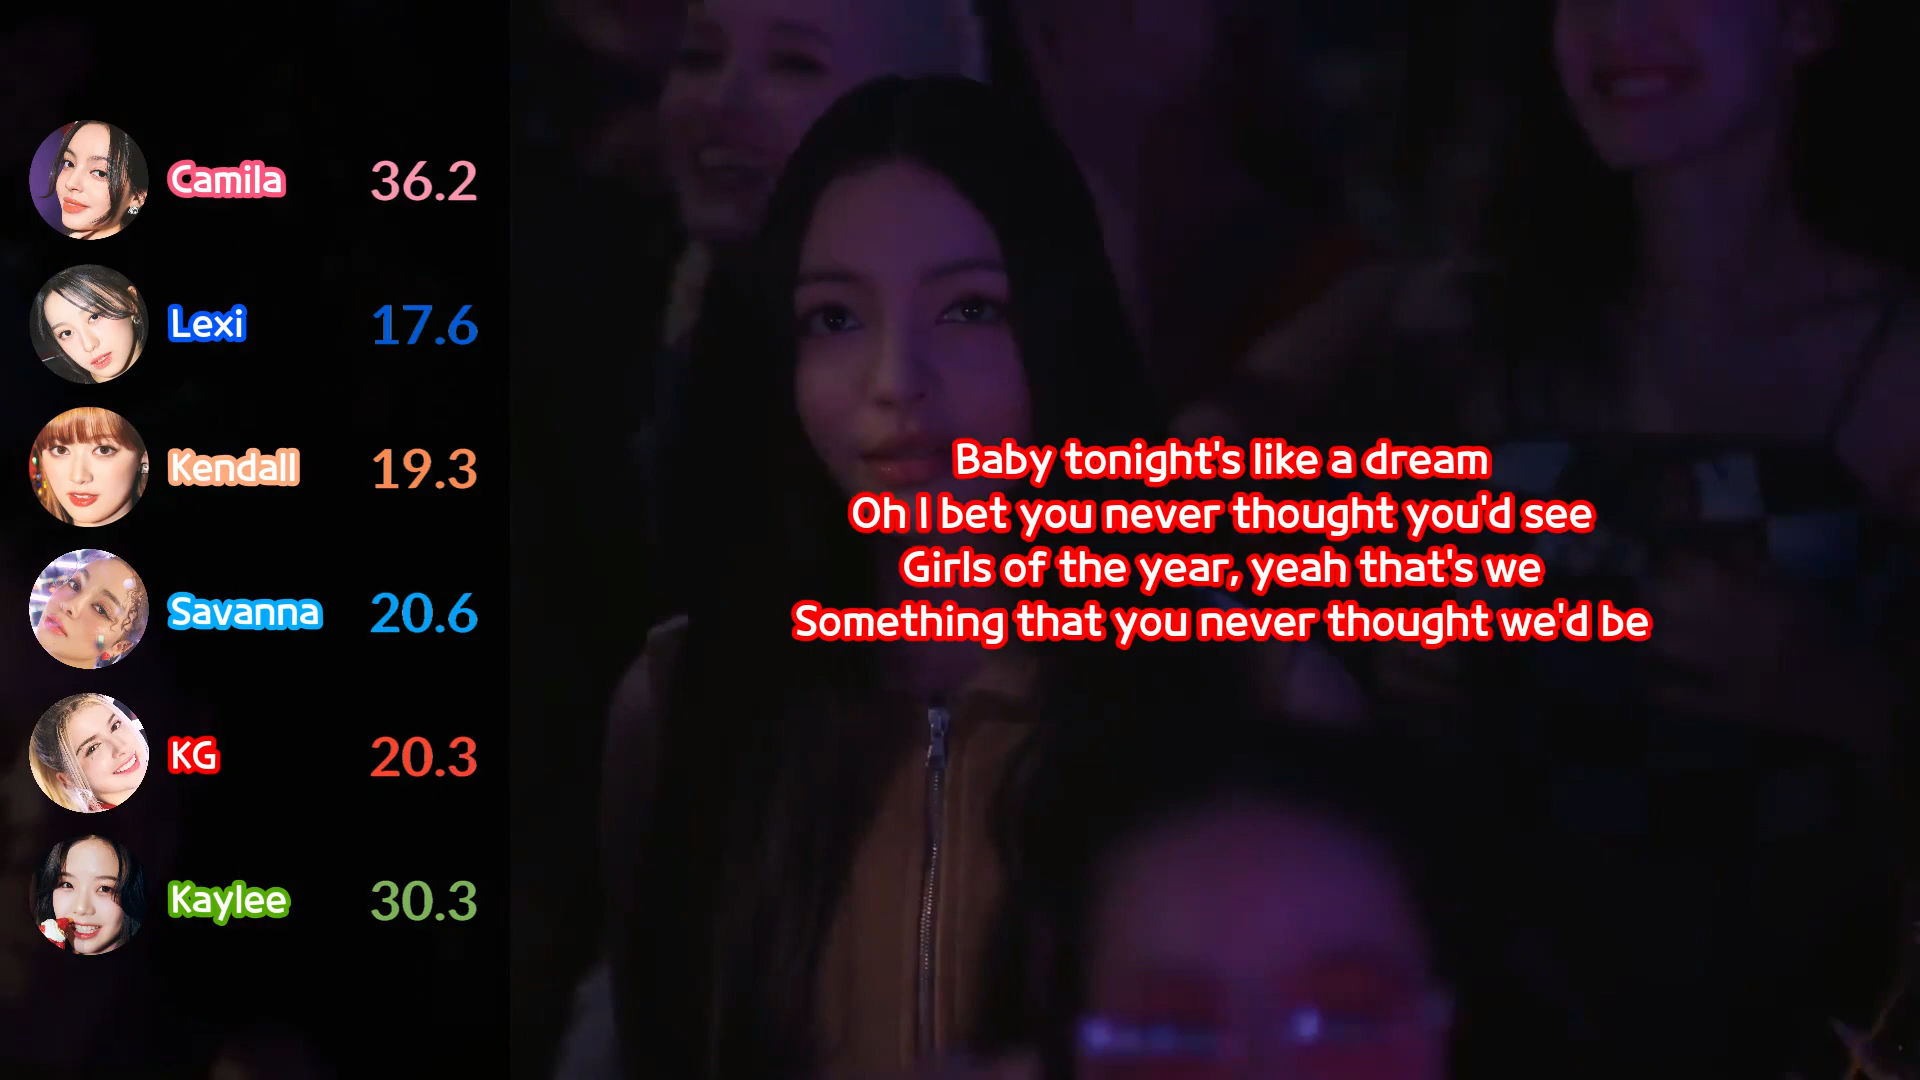 Camila 36.2
Lexi 17.6
Kendall 19.3
Savanna 20.6
KG 20.3
Kaylee 30.3
Baby tonight's like a dream
Oh I bet you never thought you'd see
Girls of the year, yeah that's we
Something that you never thought we'd be